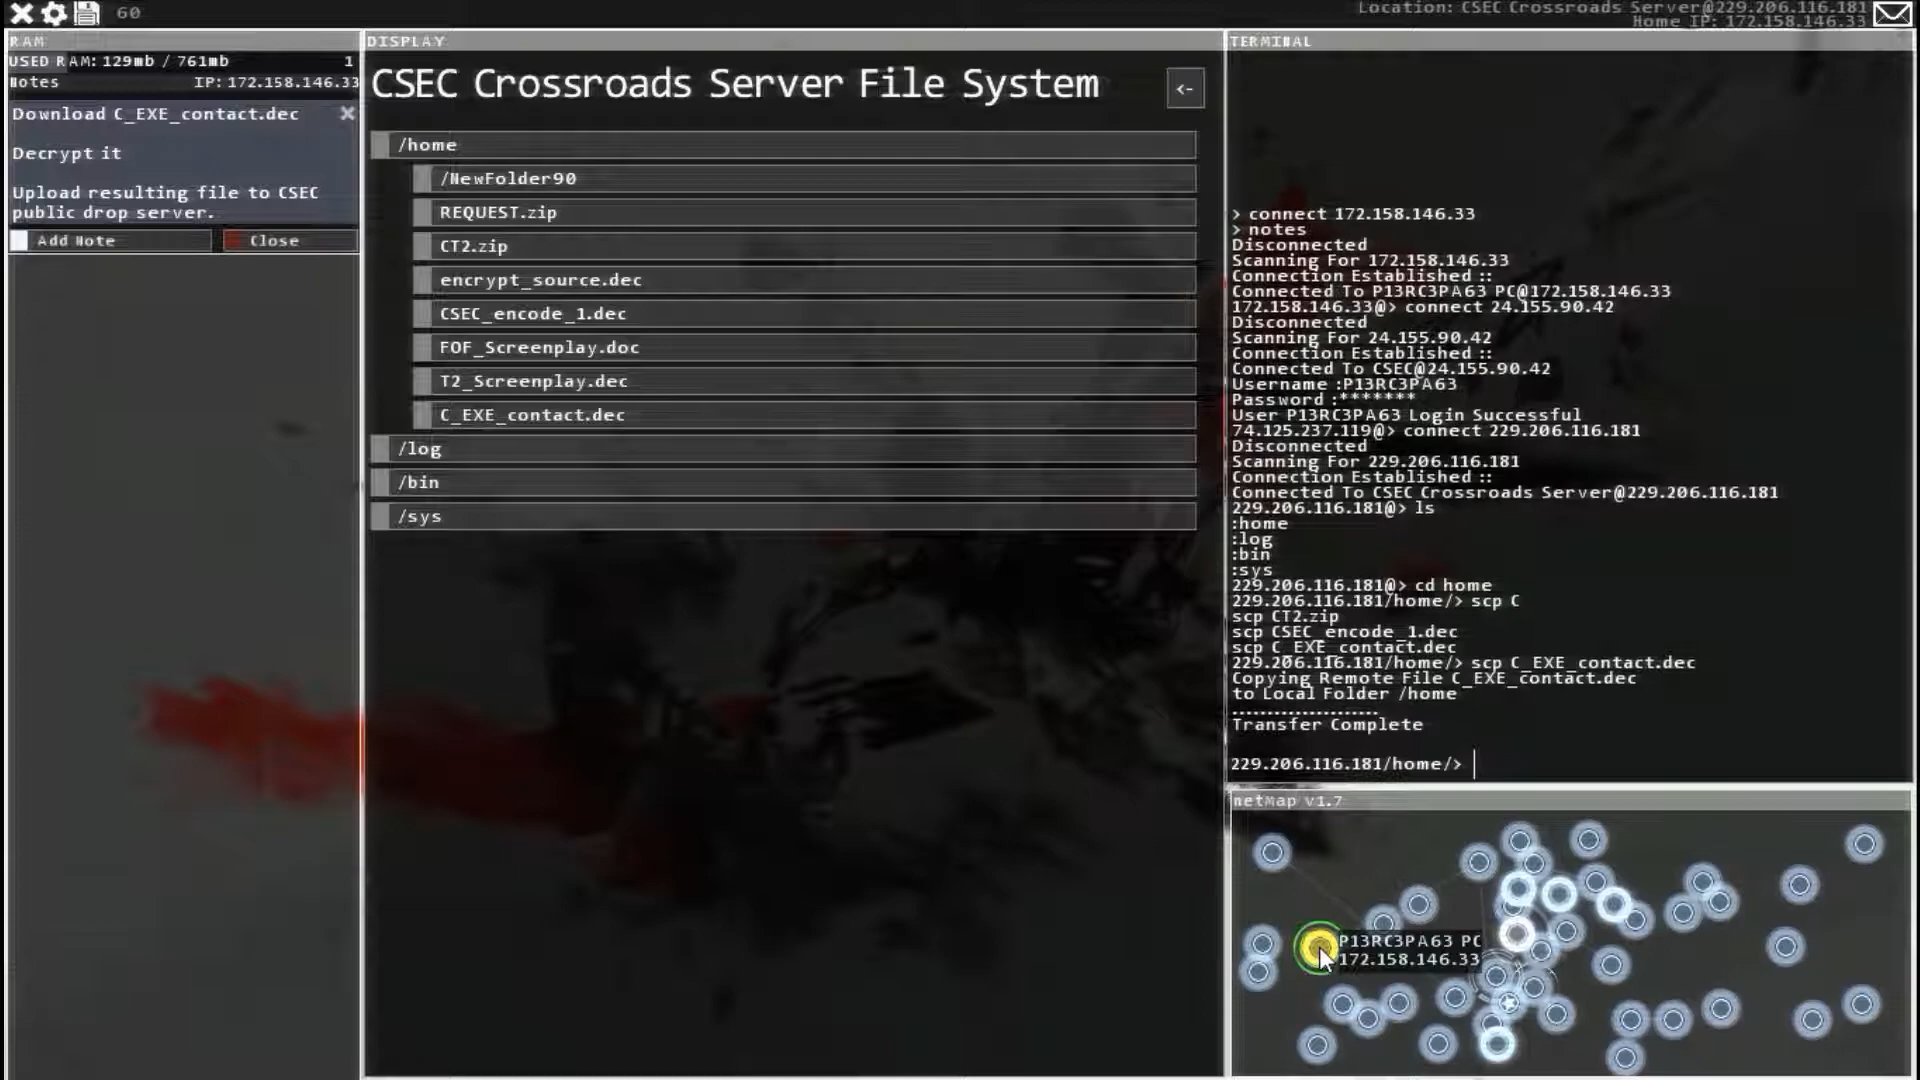 60
Location: CSEC Crossroads Server@229.206.116.181
Home IP: 172.158.146.33
RAM
USED RAM: 129mb / 761mb 1
Notes IP: 172.158.146.33
Download C_EXE_contact.dec
Decrypt it
Upload resulting file to CSEC
public drop server.
Add Note Close
DISPLAY
CSEC Crossroads Server File System
<-
/home
/NewFolder90
REQUEST.zip
CT2.zip
encrypt_source.dec
CSEC_encode_1.dec
FOF_Screenplay.doc
T2_Screenplay.dec
C_EXE_contact.dec
/log
/bin
/sys
TERMINAL
> connect 172.158.146.33
> notes
Disconnected
Scanning For 172.158.146.33
Connection Established ::
Connected To P13RC3PA63 PC@172.158.146.33
172.158.146.33@> connect 24.155.90.42
Disconnected
Scanning For 24.155.90.42
Connection Established ::
Connected To CSEC@24.155.90.42
Username :P13RC3PA63
Password :*******
User P13RC3PA63 Login Successful
74.125.237.119@> connect 229.206.116.181
Disconnected
Scanning For 229.206.116.181
Connection Established ::
Connected To CSEC Crossroads Server@229.206.116.181
229.206.116.181@> ls
:home
:log
:bin
:sys
229.206.116.181@> cd home
229.206.116.181/home/> scp C
scp CT2.zip
scp CSEC_encode_1.dec
scp C_EXE_contact.dec
229.206.116.181/home/> scp C_EXE_contact.dec
Copying Remote File C_EXE_contact.dec
to Local Folder /home
.....................
Transfer Complete
229.206.116.181/home/>
netMap v1.7
P13RC3PA63 PC
172.158.146.33